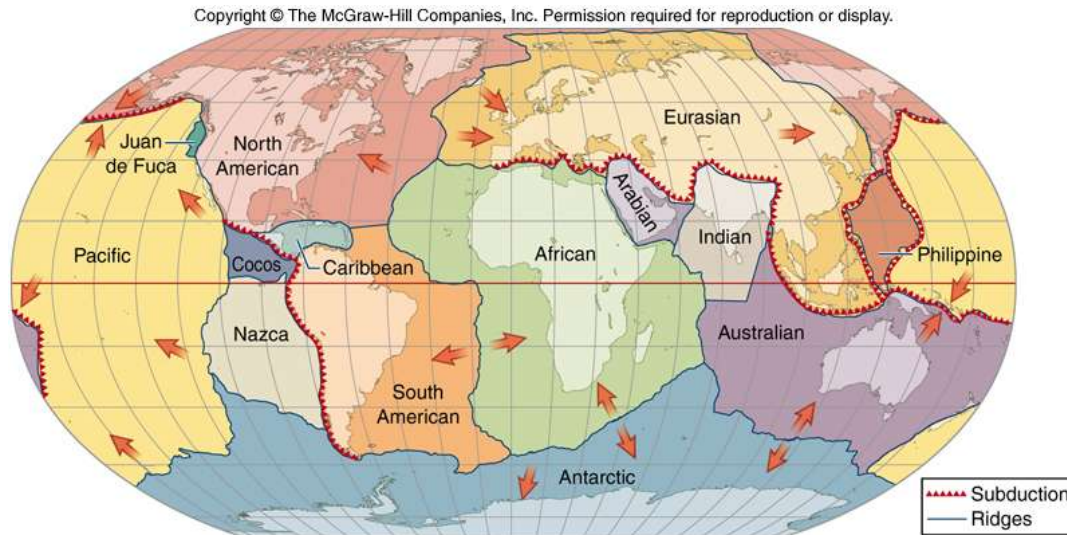 Copyright © The McGraw-Hill Companies, Inc. Permission required for reproduction or display.
Eurasian
Juan
de Fuca
North
American
Arabian
Pacific
Cocos
Caribbean
African
Indian
Philippine
Nazca
Australian
South
American
Antarctic
Subduction
Ridges